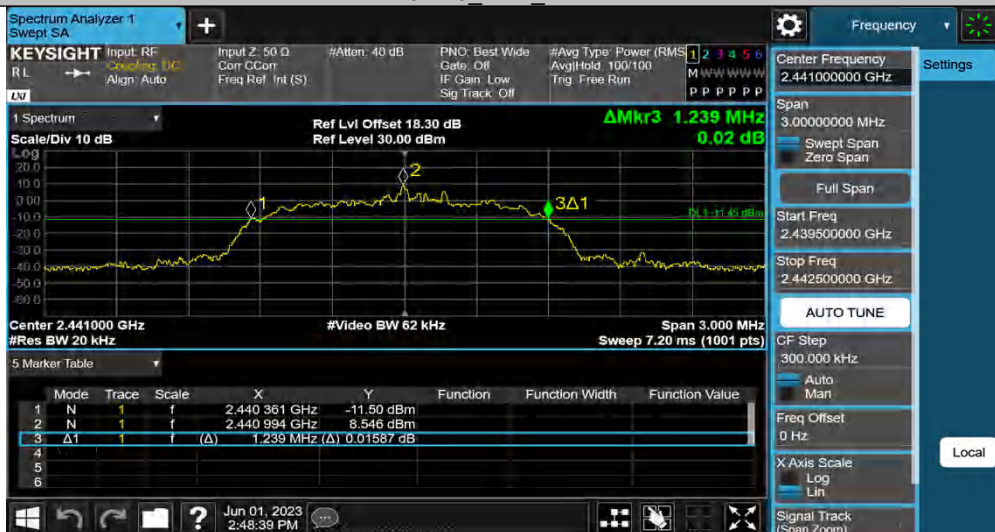 Spectrum Analyzer 1
Swept SA
+
Frequency
KEYSIGHT
R L
Input: RF
Coupling: DC
Align: Auto
Input Z: 50 Ω
Corr CCorr
Freq Ref: Int (S)
#Atten: 40 dB
PNO: Best Wide
Gate: Off
IF Gain: Low
Sig Track: Off
#Avg Type: Power (RMS
Avg|Hold: 100/100
Trig: Free Run
1 2 3 4 5 6
M W W W W W
P P P P P P
LXI
1 Spectrum
Scale/Div 10 dB
Ref Lvl Offset 18.30 dB
Ref Level 30.00 dBm
ΔMkr3 1.239 MHz
0.02 dB
Log
20.0
10.0
0.00
-10.0
-20.0
-30.0
-40.0
-50.0
-60.0
1
2
3Δ1
DL1 -11.45 dBm
Center 2.441000 GHz
#Res BW 20 kHz
#Video BW 62 kHz
Span 3.000 MHz
Sweep 7.20 ms (1001 pts)
5 Marker Table
Mode Trace Scale X Y Function Function Width Function Value
1 N 1 f 2.440 361 GHz -11.50 dBm
2 N 1 f 2.440 994 GHz 8.546 dBm
3 Δ1 1 f (Δ) 1.239 MHz (Δ) 0.01587 dB
4
5
6
Jun 01, 2023
2:48:39 PM
Center Frequency
2.441000000 GHz
Span
3.00000000 MHz
Swept Span
Zero Span
Full Span
Start Freq
2.439500000 GHz
Stop Freq
2.442500000 GHz
AUTO TUNE
CF Step
300.000 kHz
Auto
Man
Freq Offset
0 Hz
X Axis Scale
Log
Lin
Signal Track
(Span Zoom)
Settings
Local